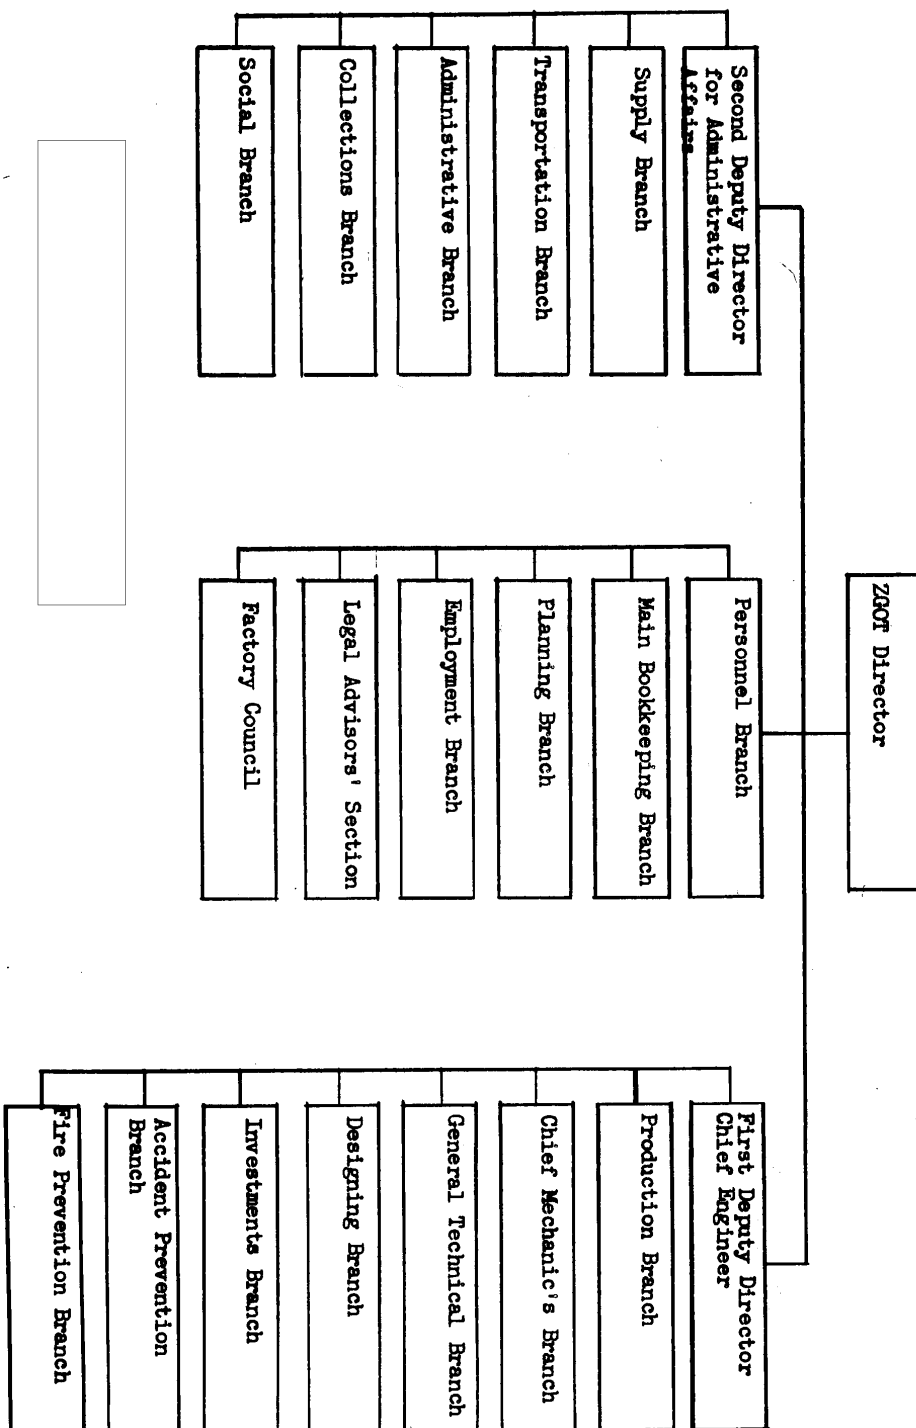 ZGOT Director
Second Deputy Director
for Administrative
Affairs
Supply Branch
Transportation Branch
Administrative Branch
Collections Branch
Social Branch
Personnel Branch
Main Bookkeeping Branch
Planning Branch
Employment Branch
Legal Advisors' Section
Factory Council
First Deputy Director
Chief Engineer
Production Branch
Chief Mechanic's Branch
General Technical Branch
Designing Branch
Investments Branch
Accident Prevention
Branch
Fire Prevention Branch